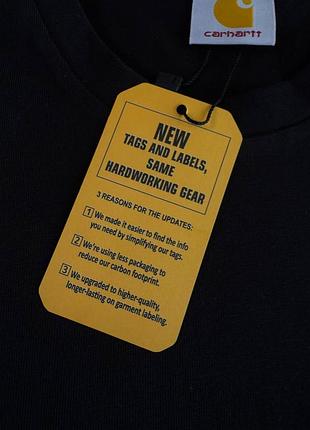 carhartt
NEW
TAGS AND LABELS,
SAME
HARDWORKING GEAR
3 REASONS FOR THE UPDATES:
1 We made it easier to find the info
you need by simplifying our tags.
2 We're using less packaging to
reduce our carbon footprint.
3 We upgraded to higher-quality,
longer-lasting on garment labeling.